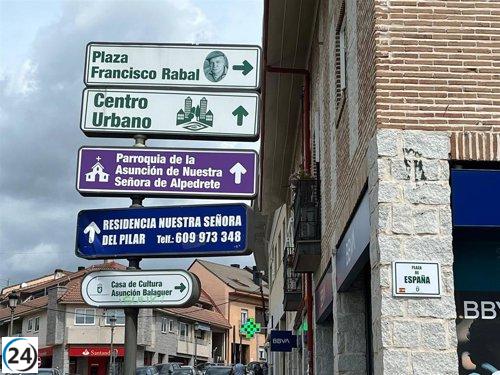 Plaza
Francisco Rabal
Centro
Urbano
Parroquia de la
Asunción de Nuestra
Señora de Alpedrete
RESIDENCIA NUESTRA SEÑORA
DEL PILAR Telf.: 609 973 348
Casa de Cultura
Asunción Balaguer
PLAZA DE
ESPAÑA
BBVA
BBVA
Santander
24